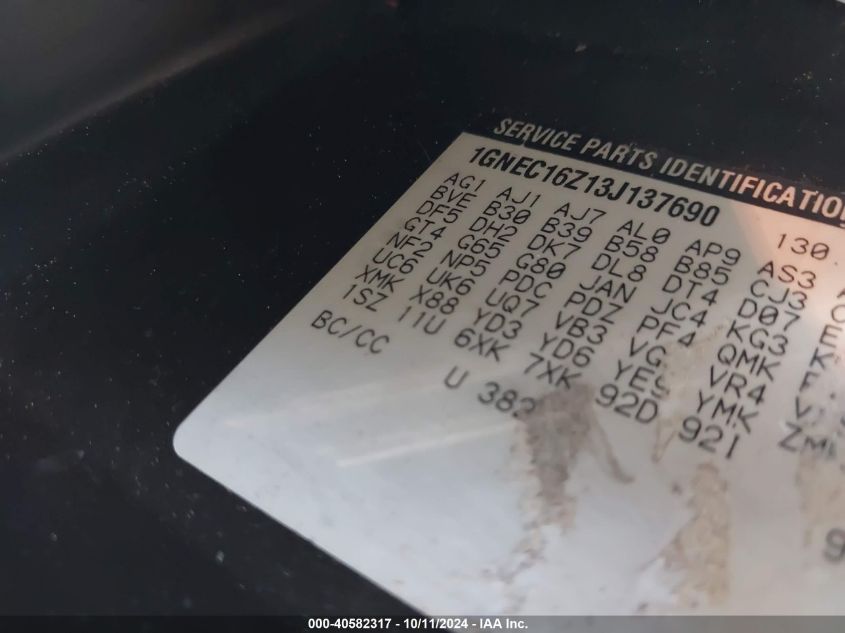 SERVICE PARTS IDENTIFICATION
1GNEC16Z13J137690
130.
AG1 AJ1 AJ7 AL0 AP9 AS3
BVE B30 B39 B58 B85 CJ3
DF5 DH2 DK7 DL8 DT4 D07
GT4 G65 G80 JAN JC4 KG3
NF2 NP5 PDC PDZ PF4 QMK
UC6 UK6 UQ7 VB3 VG VR4
XMK X88 YD3 YD6 YES YMK
1SZ 11U 6XK 7XK 92D 921
BC/CC U 382
000-40582317 - 10/11/2024 - IAA Inc.